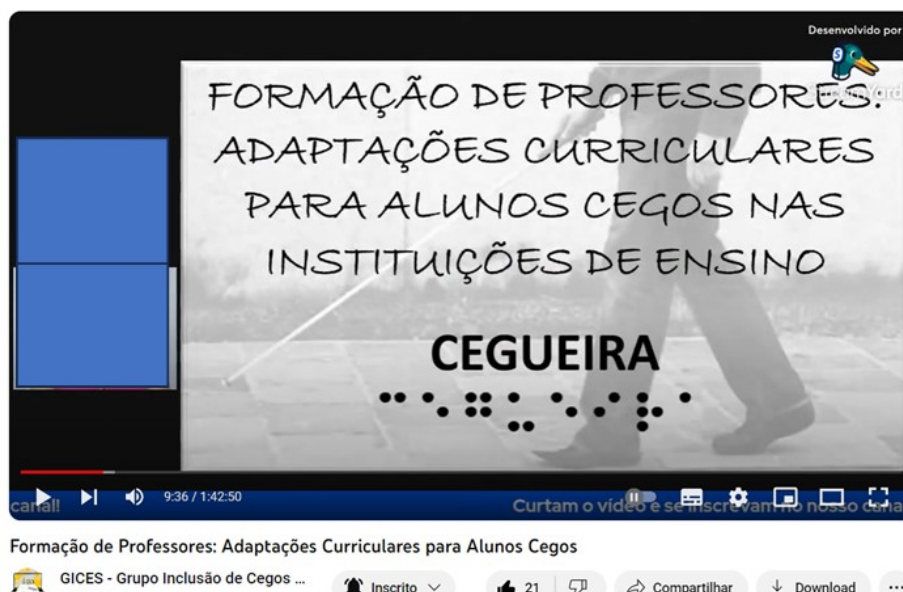 Desenvolvido por
FORMAÇÃO DE PROFESSORES:
ADAPTAÇÕES CURRICULARES
PARA ALUNOS CEGOS NAS
INSTITUIÇÕES DE ENSINO
CEGUEIRA
⠉⠑⠛⠥⠑⠊⠗⠁
9:36 / 1:42:50
canal!
Curtam o vídeo e se inscrevam no nosso cana
Formação de Professores: Adaptações Curriculares para Alunos Cegos
GICES - Grupo Inclusão de Cegos ...
Inscrito
21
Compartilhar
Download
...